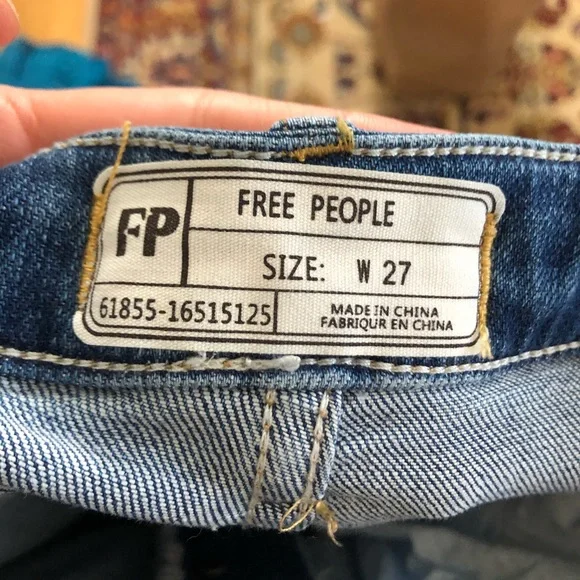 FP
FREE PEOPLE
SIZE: W 27
61855-16515125
MADE IN CHINA
FABRIQUR EN CHINA